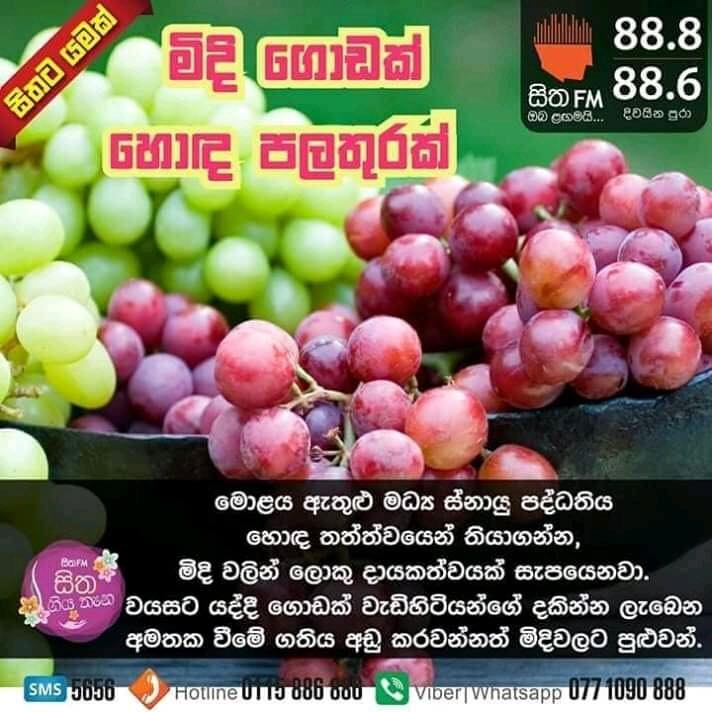 සිතට යමක්
මිදි ගොඩක්
හොඳ පලතුරක්
සිත FM
ඔබ ළඟමයි...
88.8
88.6
දිවයින පුරා
මොළය ඇතුළු මධ්‍ය ස්නායු පද්ධතිය
හොඳ තත්ත්වයෙන් තියාගන්න,
මිදි වලින් ලොකු දායකත්වයක් සැපයෙනවා.
වයසට යද්දී ගොඩක් වැඩිහිටියන්ගේ දකින්න ලැබෙන
අමතක වීමේ ගතිය අඩු කරවන්නත් මිදිවලට පුළුවන්.
සිතFM
සිත
ගිය තැන
SMS 5656 Hotline 0115 886 886 Viber|Whatsapp 077 1090 888